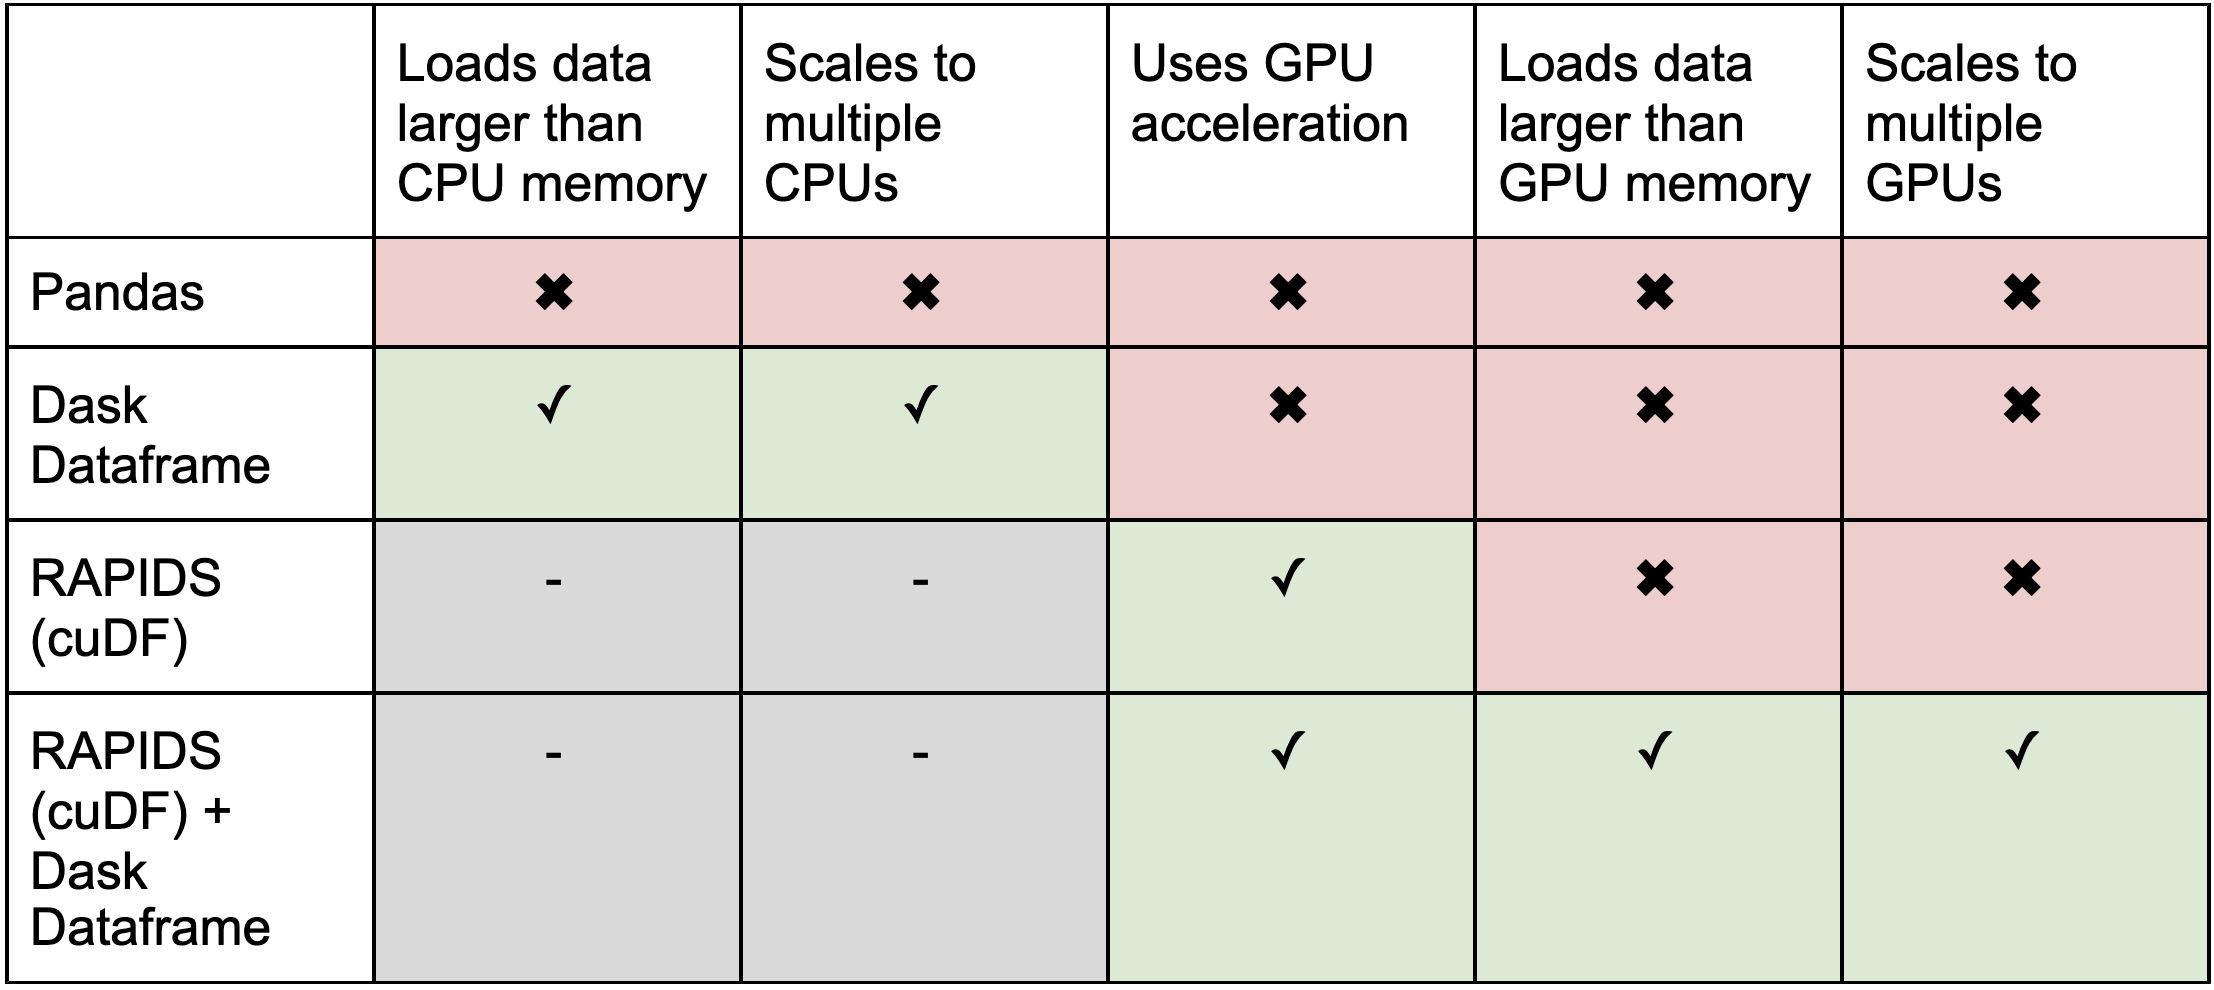 Loads data
larger than
CPU memory
Scales to
multiple
CPUs
Uses GPU
acceleration
Loads data
larger than
GPU memory
Scales to
multiple
GPUs
Pandas
✖ ✖ ✖ ✖ ✖
Dask
Dataframe
✓ ✓ ✖ ✖ ✖
RAPIDS
(cuDF)
- - ✓ ✖ ✖
RAPIDS
(cuDF) +
Dask
Dataframe
- - ✓ ✓ ✓